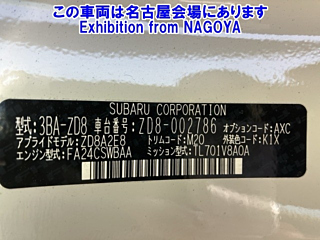 この車両は名古屋会場にあります
Exhibition from NAGOYA
SUBARU CORPORATION
型式 3BA-ZD8 車台番号 ZD8-002786 オプションコード:AXC
アプライドモデル: ZD8A2E8 トリムコード: M20 外装色コード: K1X
エンジン型式: FA24CSWBAA ミッション型式: TL701V8A0A